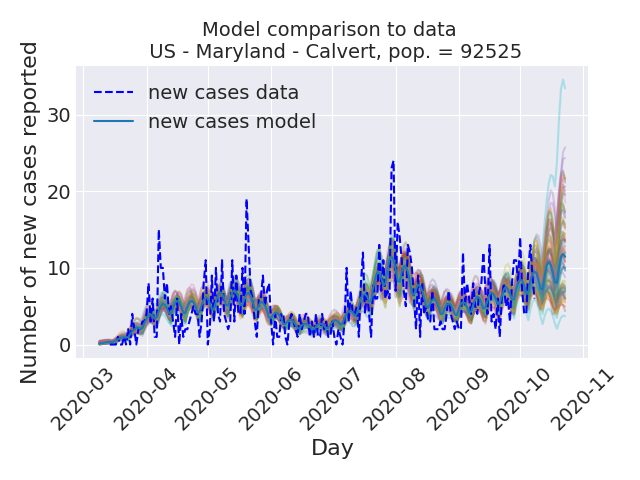 Model comparison to data
US - Maryland - Calvert, pop. = 92525
new cases data
new cases model
Number of new cases reported
30
20
10
0
2020-03
2020-04
2020-05
2020-06
2020-07
2020-08
2020-09
2020-10
2020-11
Day